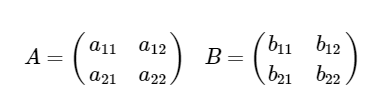 A = \begin{pmatrix} a_{11} & a_{12} \\ a_{21} & a_{22} \end{pmatrix} B = \begin{pmatrix} b_{11} & b_{12} \\ b_{21} & b_{22} \end{pmatrix}